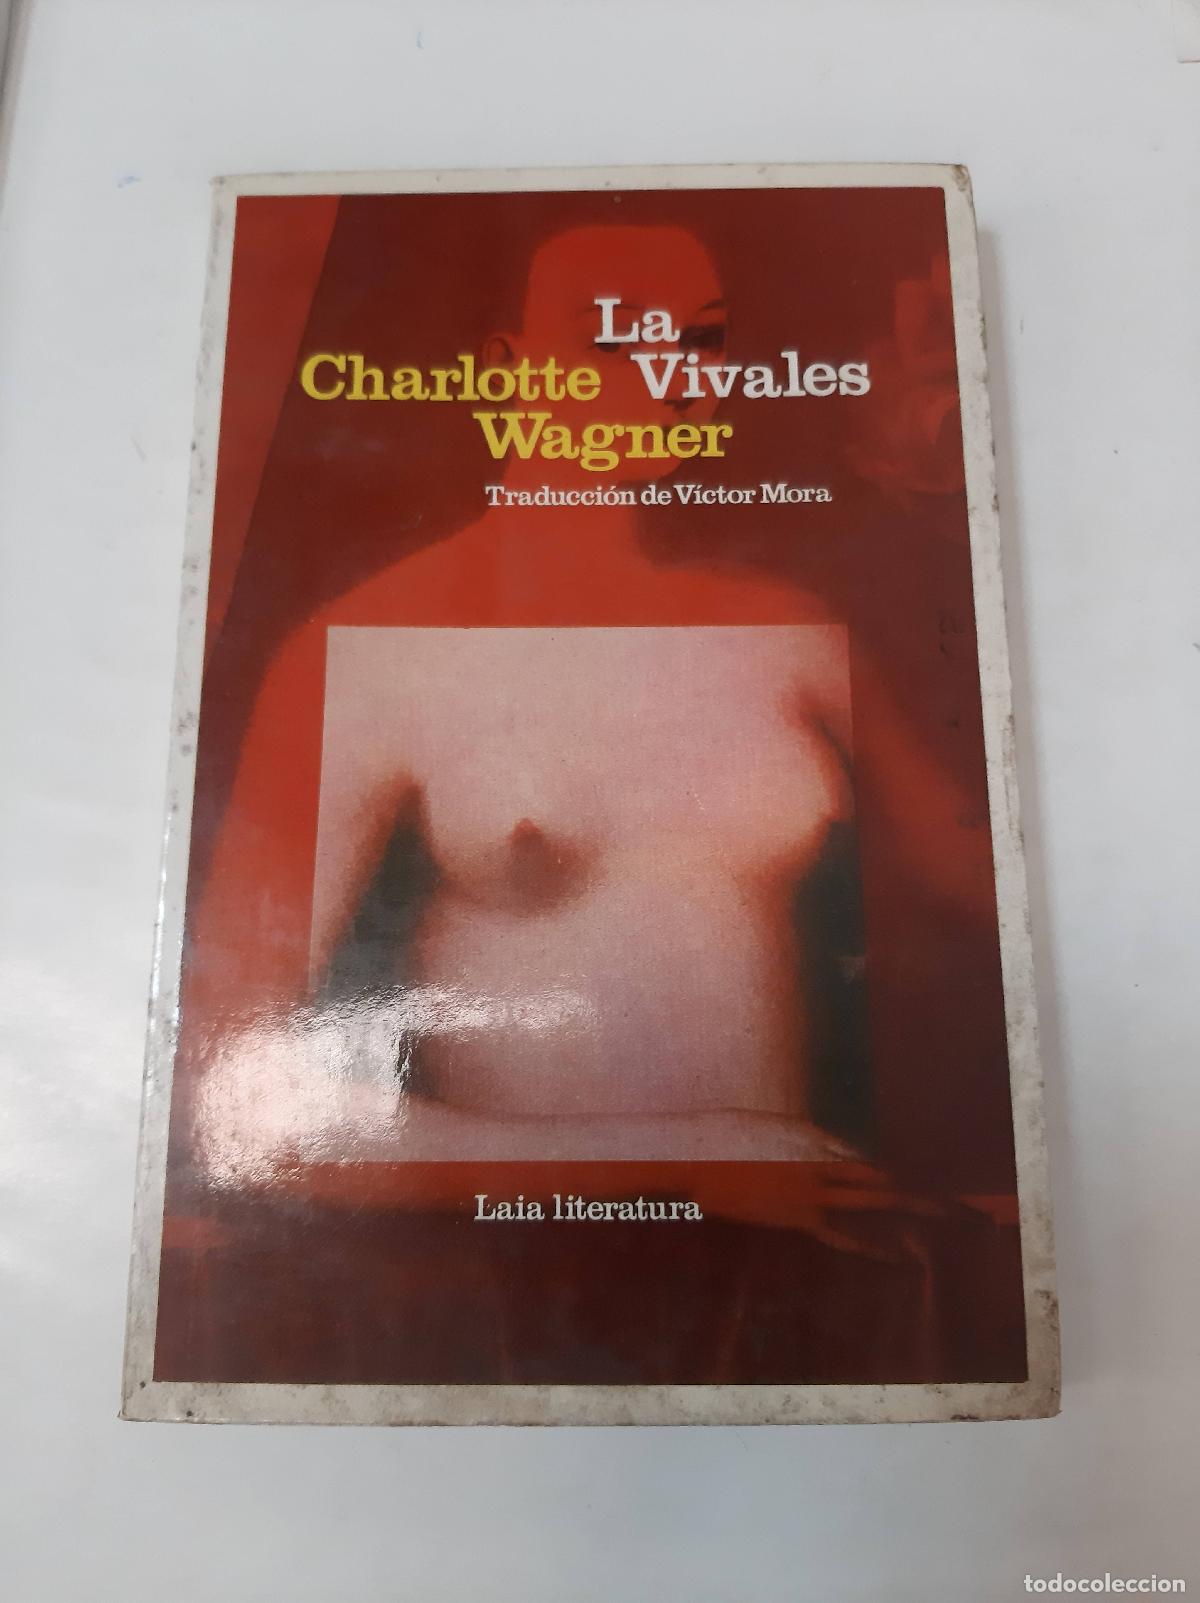 La
Charlotte Vivales
Wagner
Traducción de Víctor Mora
Laia literatura
todocoleccion